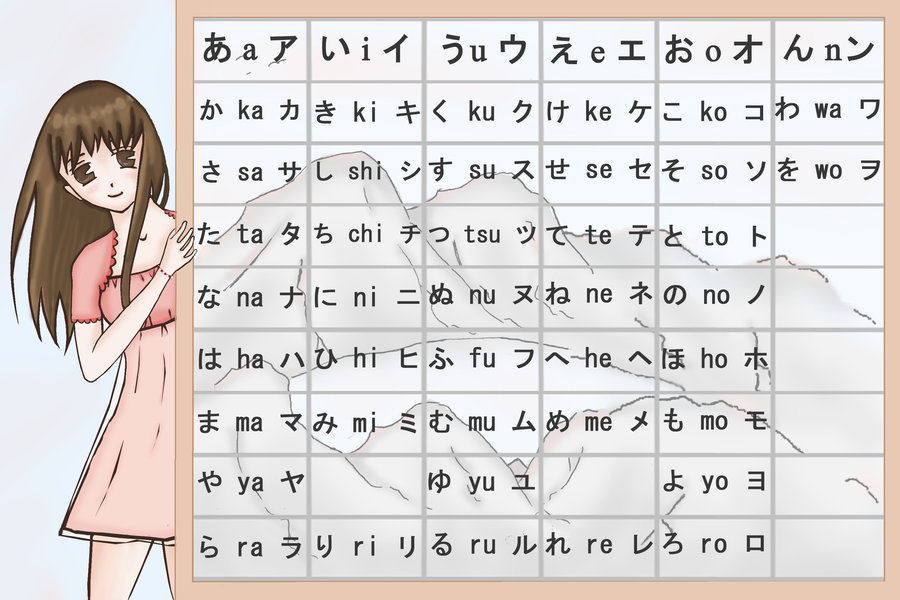 あ a ア い i イ う u ウ え e エ お o オ ん n ン
か ka カ き ki キ く ku ク け ke ケ こ ko コ わ wa ワ
さ sa サ し shi シ す su ス せ se セ そ so ソ を wo ヲ
た ta タ ち chi チ つ tsu ツ て te テ と to ト
な na ナ に ni ニ ぬ nu ヌ ね ne ネ の no ノ
は ha ハ ひ hi ヒ ふ fu フ へ he ヘ ほ ho ホ
ま ma マ み mi ミ む mu ム め me メ も mo モ
や ya ヤ ゆ yu ユ よ yo ヨ
ら ra ラ り ri リ る ru ル れ re レ ろ ro ロ